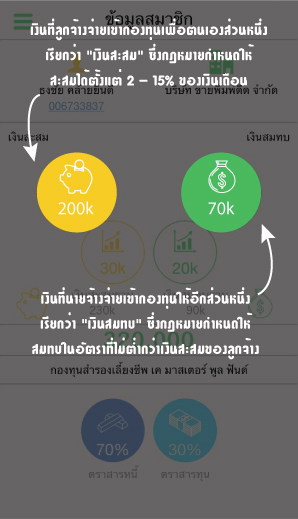 ข้อมูลสมาชิก
เงินที่ลูกจ้างจ่ายเข้ากองทุนเพื่อตนเองส่วนหนึ่ง
เรียกว่า "เงินสะสม" ซึ่งกฎหมายกำหนดให้
สะสมได้ตั้งแต่ 2 – 15% ของเงินเดือน
ธงชัย คล้ายยนต์
บริษัท ขายพิมพ์ดีด จำกัด
006733837
เงินสะสม
เงินสมทบ
200k
70k
30k
20k
230k
90k
เงินที่นายจ้างจ่ายเข้ากองทุนให้อีกส่วนหนึ่ง
เรียกว่า "เงินสมทบ" ซึ่งกฎหมายกำหนดให้
สมทบในอัตราที่ไม่ต่ำกว่าเงินสะสมของลูกจ้าง
320,000
กองทุนสำรองเลี้ยงชีพ เค มาสเตอร์ พูล ฟันด์
70%
30%
ตราสารหนี้
ตราสารทุน